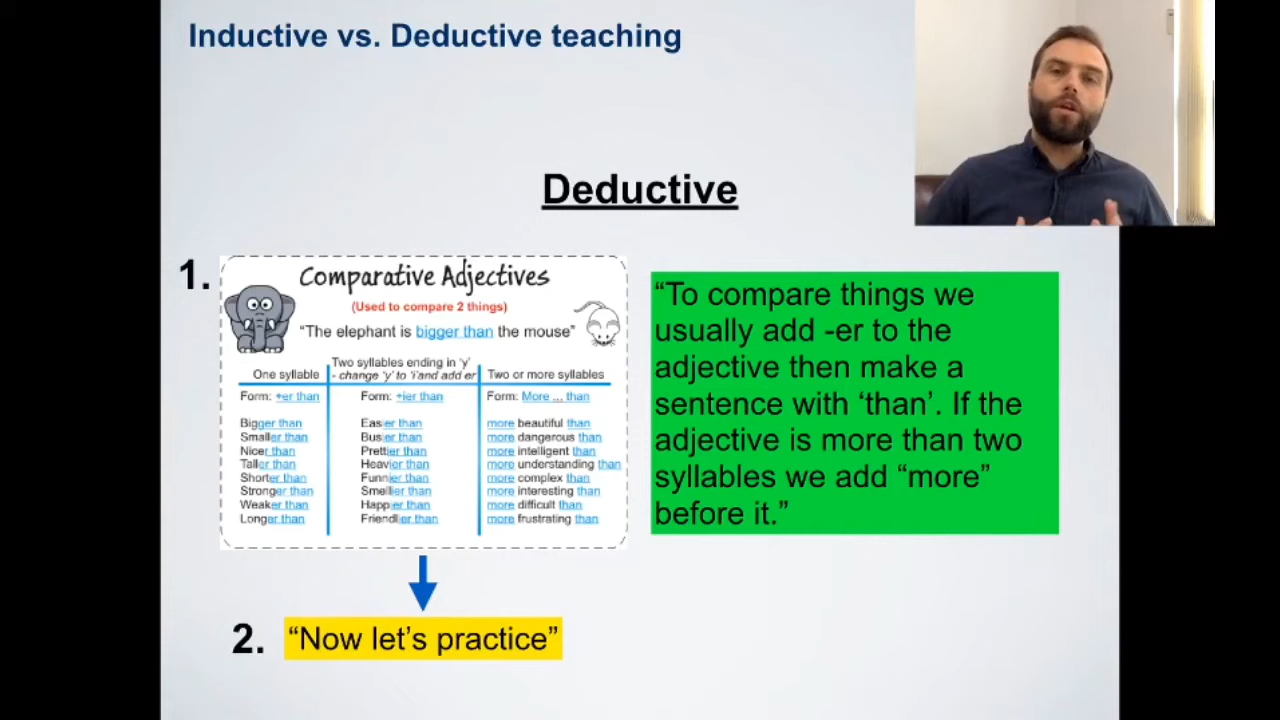 Inductive vs. Deductive teaching
Deductive
1.
Comparative Adjectives
(Used to compare 2 things)
“The elephant is bigger than the mouse”
One syllable
Two syllables ending in ‘y’
- change ‘y’ to ‘i’and add er
Two or more syllables
Form: +er than
Form: +ier than
Form: More ... than
Bigger than
Easier than
more beautiful than
Smaller than
Busier than
more dangerous than
Nicer than
Prettier than
more intelligent than
Taller than
Heavier than
more understanding than
Shorter than
Funnier than
more complex than
Stronger than
Smellier than
more interesting than
Weaker than
Happier than
more difficult than
Longer than
Friendlier than
more frustrating than
“To compare things we
usually add -er to the
adjective then make a
sentence with ‘than’. If the
adjective is more than two
syllables we add “more”
before it.”
2.
“Now let’s practice”